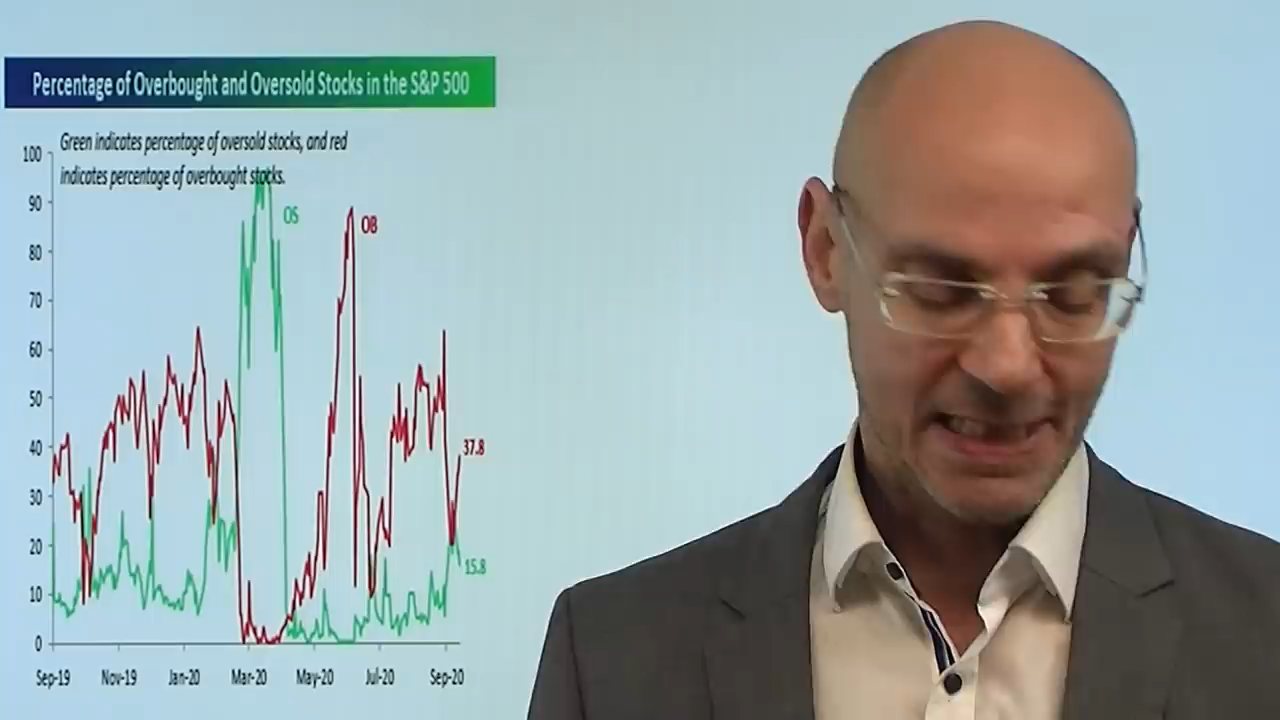 Percentage of Overbought and Oversold Stocks in the S&P 500
Green indicates percentage of oversold stocks, and red
indicates percentage of overbought stocks.
100
90
80
70
60
50
40
30
20
10
0
OS
OB
37.8
15.8
Sep-19 Nov-19 Jan-20 Mar-20 May-20 Jul-20 Sep-20